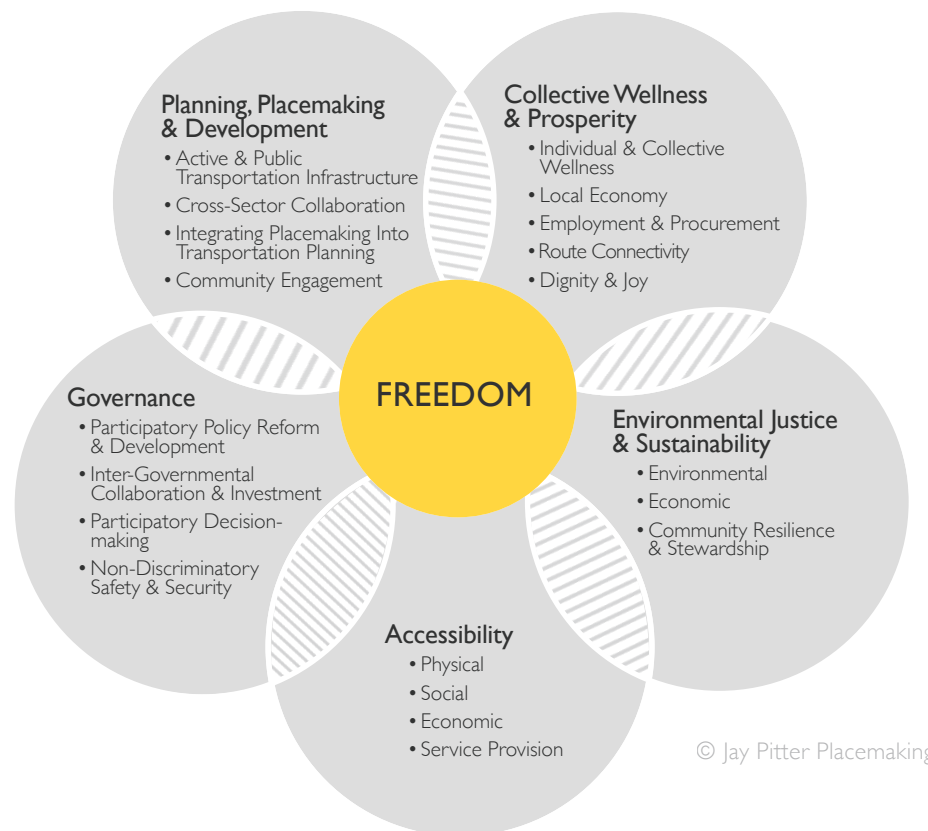 Planning, Placemaking
& Development
• Active & Public
Transportation Infrastructure
• Cross-Sector Collaboration
• Integrating Placemaking Into
Transportation Planning
• Community Engagement
Collective Wellness
& Prosperity
• Individual & Collective
Wellness
• Local Economy
• Employment & Procurement
• Route Connectivity
• Dignity & Joy
FREEDOM
Governance
• Participatory Policy Reform
& Development
• Inter-Governmental
Collaboration & Investment
• Participatory Decision-
making
• Non-Discriminatory
Safety & Security
Environmental Justice
& Sustainability
• Environmental
• Economic
• Community Resilience
& Stewardship
Accessibility
• Physical
• Social
• Economic
• Service Provision
© Jay Pitter Placemaking